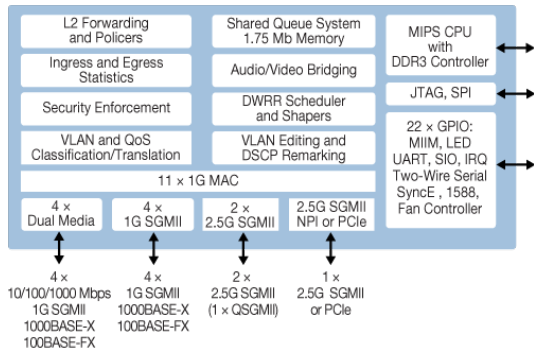 L2 Forwarding
and Policers
Shared Queue System
1.75 Mb Memory
MIPS CPU
with
DDR3 Controller
Ingress and Egress
Statistics
Audio/Video Bridging
JTAG, SPI
Security Enforcement
DWRR Scheduler
and Shapers
22 × GPIO:
MIIM, LED
UART, SIO, IRQ
Two-Wire Serial
SyncE , 1588,
Fan Controller
VLAN and QoS
Classification/Translation
VLAN Editing and
DSCP Remarking
11 × 1G MAC
4 ×
Dual Media
4 ×
1G SGMII
2 ×
2.5G SGMII
2.5G SGMII
NPI or PCIe
4 ×
10/100/1000 Mbps
1G SGMII
1000BASE-X
100BASE-FX
4 ×
1G SGMII
1000BASE-X
100BASE-FX
2 ×
2.5G SGMII
(1 × QSGMII)
1 ×
2.5G SGMII
or PCIe